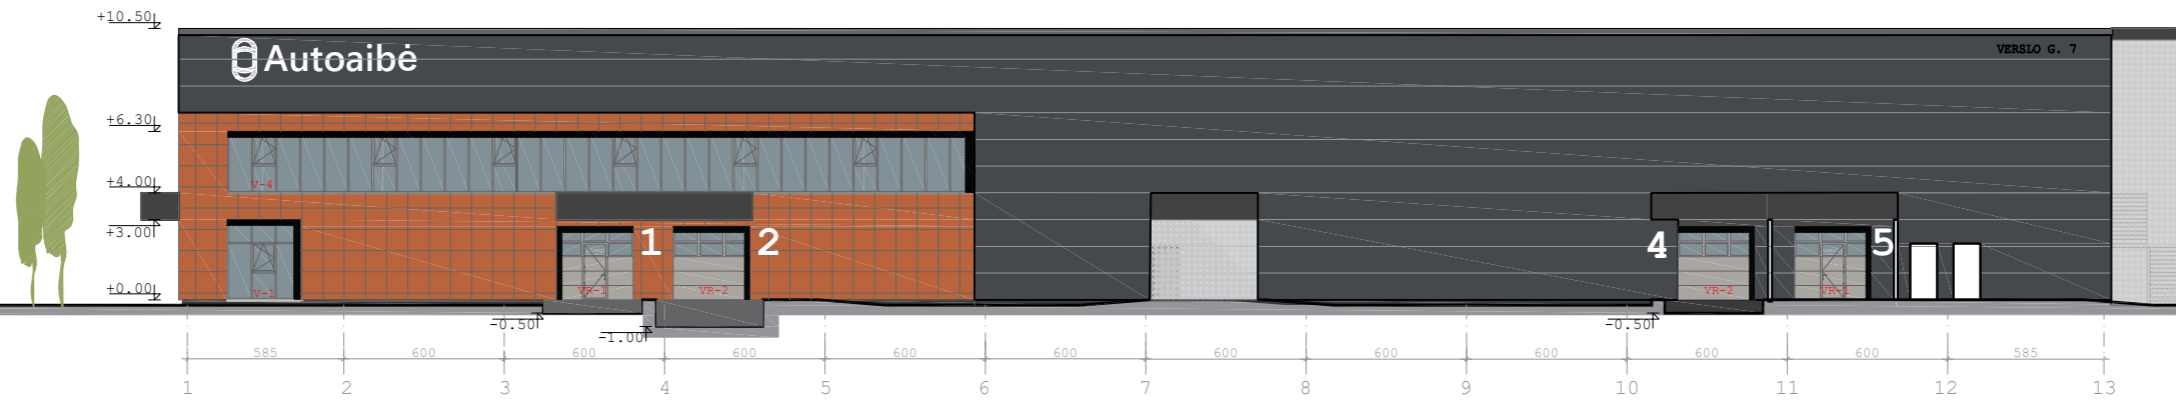 +10.50
Autoaibė
VERSLO G. 7
+6.30
+4.00
V-4
+3.00
1
2
4
5
+0.00
V-1
VR-1
VR-2
VR-2
VR-1
-0.50
-1.00
-0.50
585 600 600 600 600 600 600 600 600 600 600 585
1 2 3 4 5 6 7 8 9 10 11 12 13